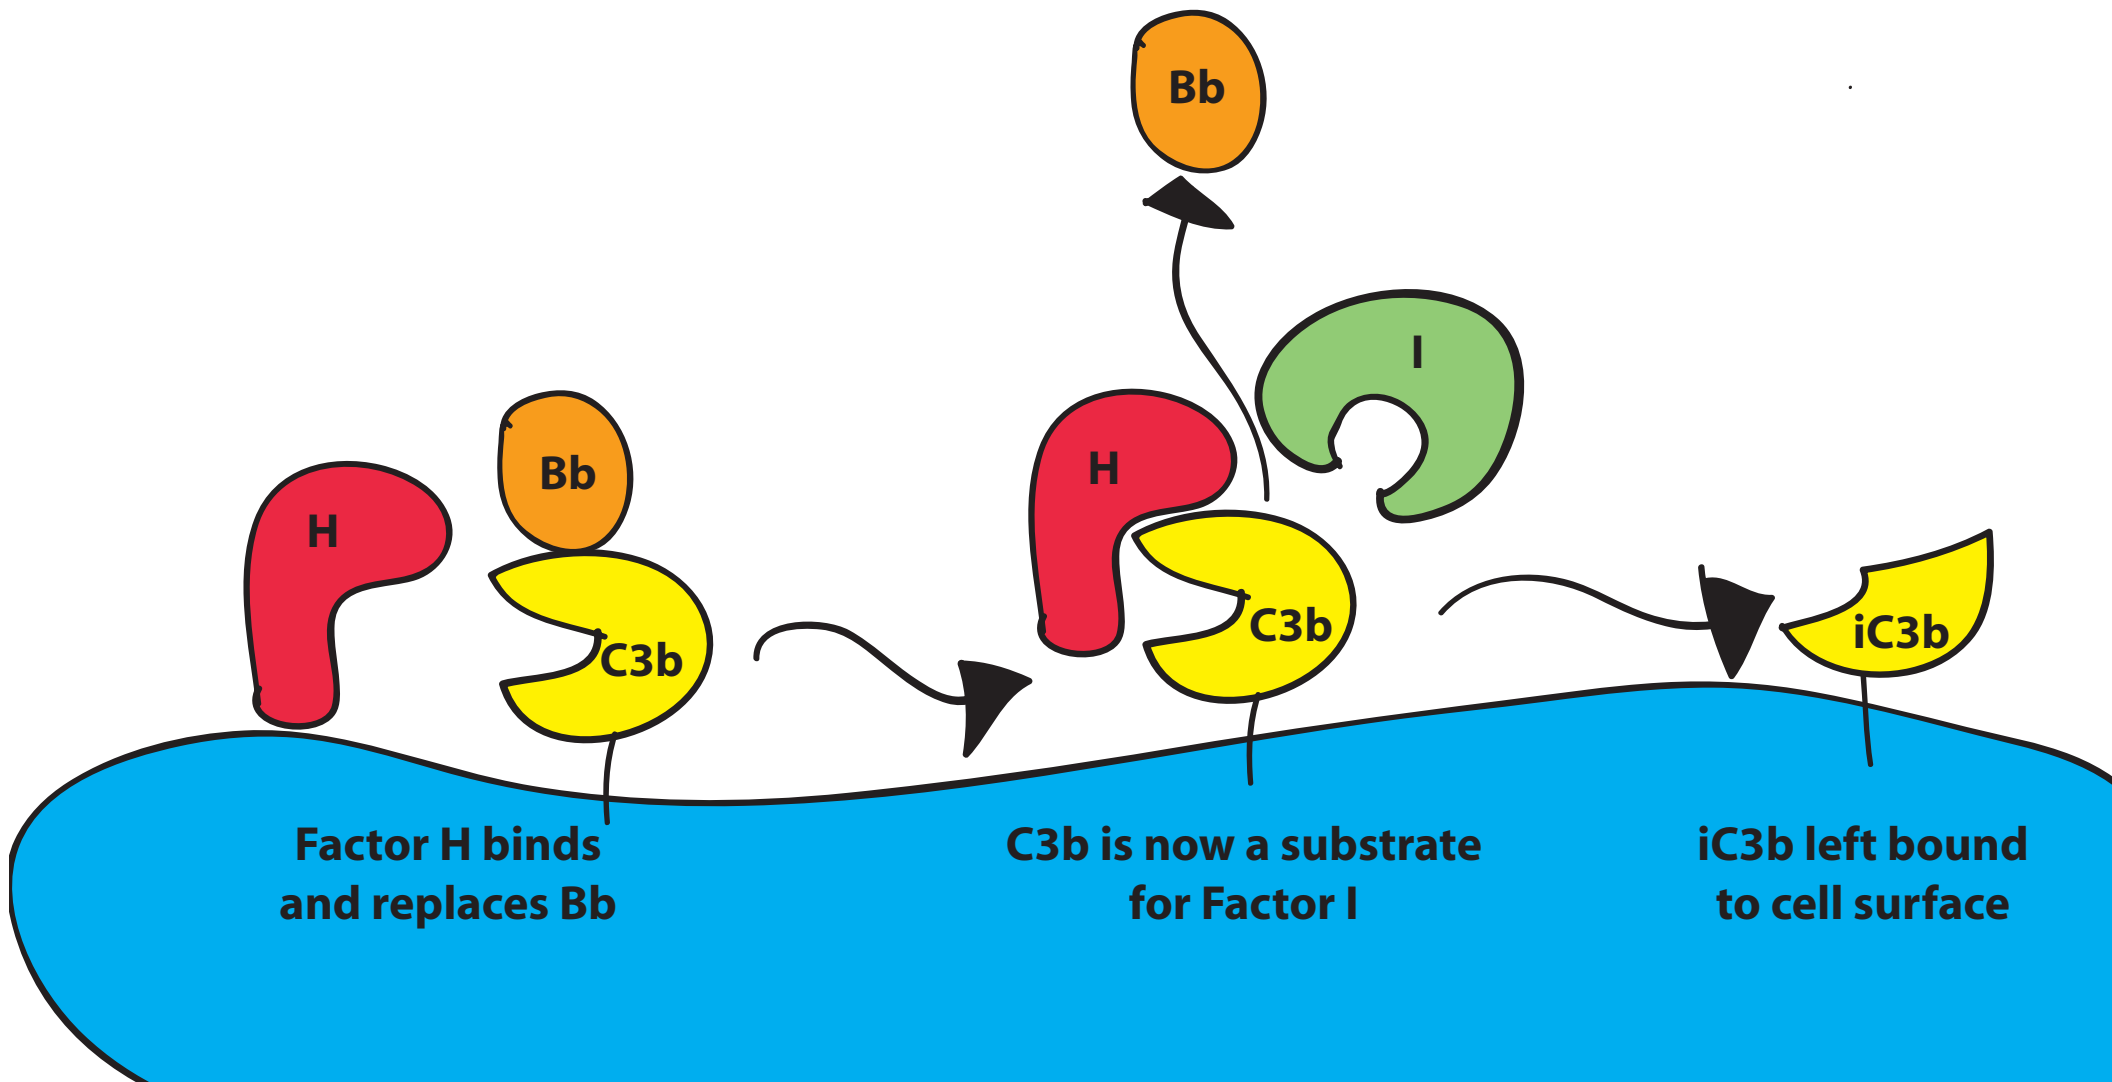 Bb
I
H
Bb
H
C3b
C3b
iC3b
Factor H binds
and replaces Bb
C3b is now a substrate
for Factor I
iC3b left bound
to cell surface